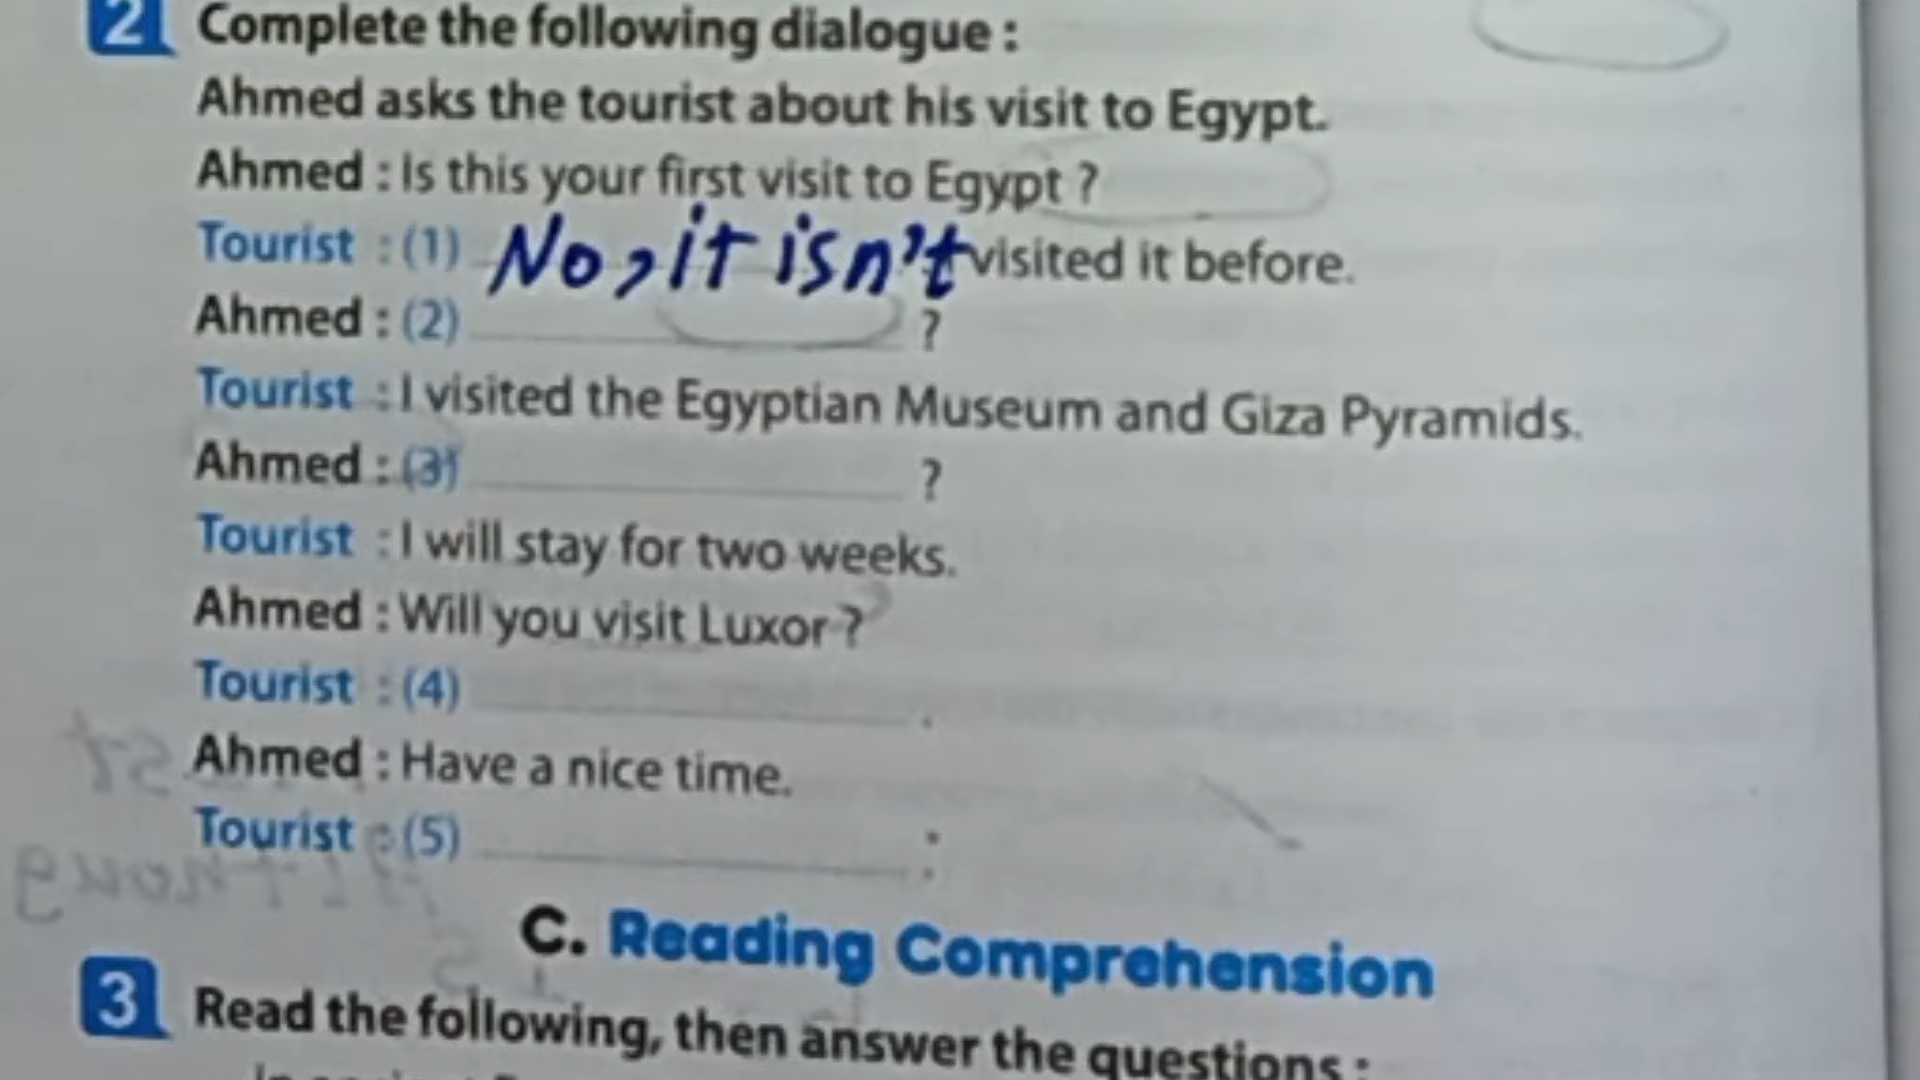 2 Complete the following dialogue :
Ahmed asks the tourist about his visit to Egypt.
Ahmed : Is this your first visit to Egypt ?
Tourist : (1) No, it isn't visited it before.
Ahmed : (2) ?
Tourist : I visited the Egyptian Museum and Giza Pyramids.
Ahmed : (3) ?
Tourist : I will stay for two weeks.
Ahmed : Will you visit Luxor ?
Tourist : (4) .
Ahmed : Have a nice time.
Tourist : (5) .
C. Reading Comprehension
3 Read the following, then answer the questions :